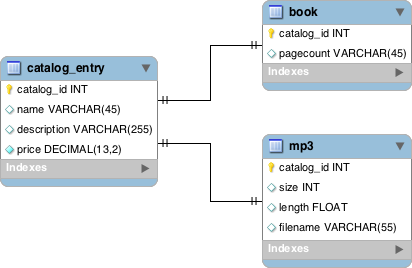 catalog_entry
catalog_id INT
name VARCHAR(45)
description VARCHAR(255)
price DECIMAL(13,2)
Indexes
book
catalog_id INT
pagecount VARCHAR(45)
Indexes
mp3
catalog_id INT
size INT
length FLOAT
filename VARCHAR(55)
Indexes